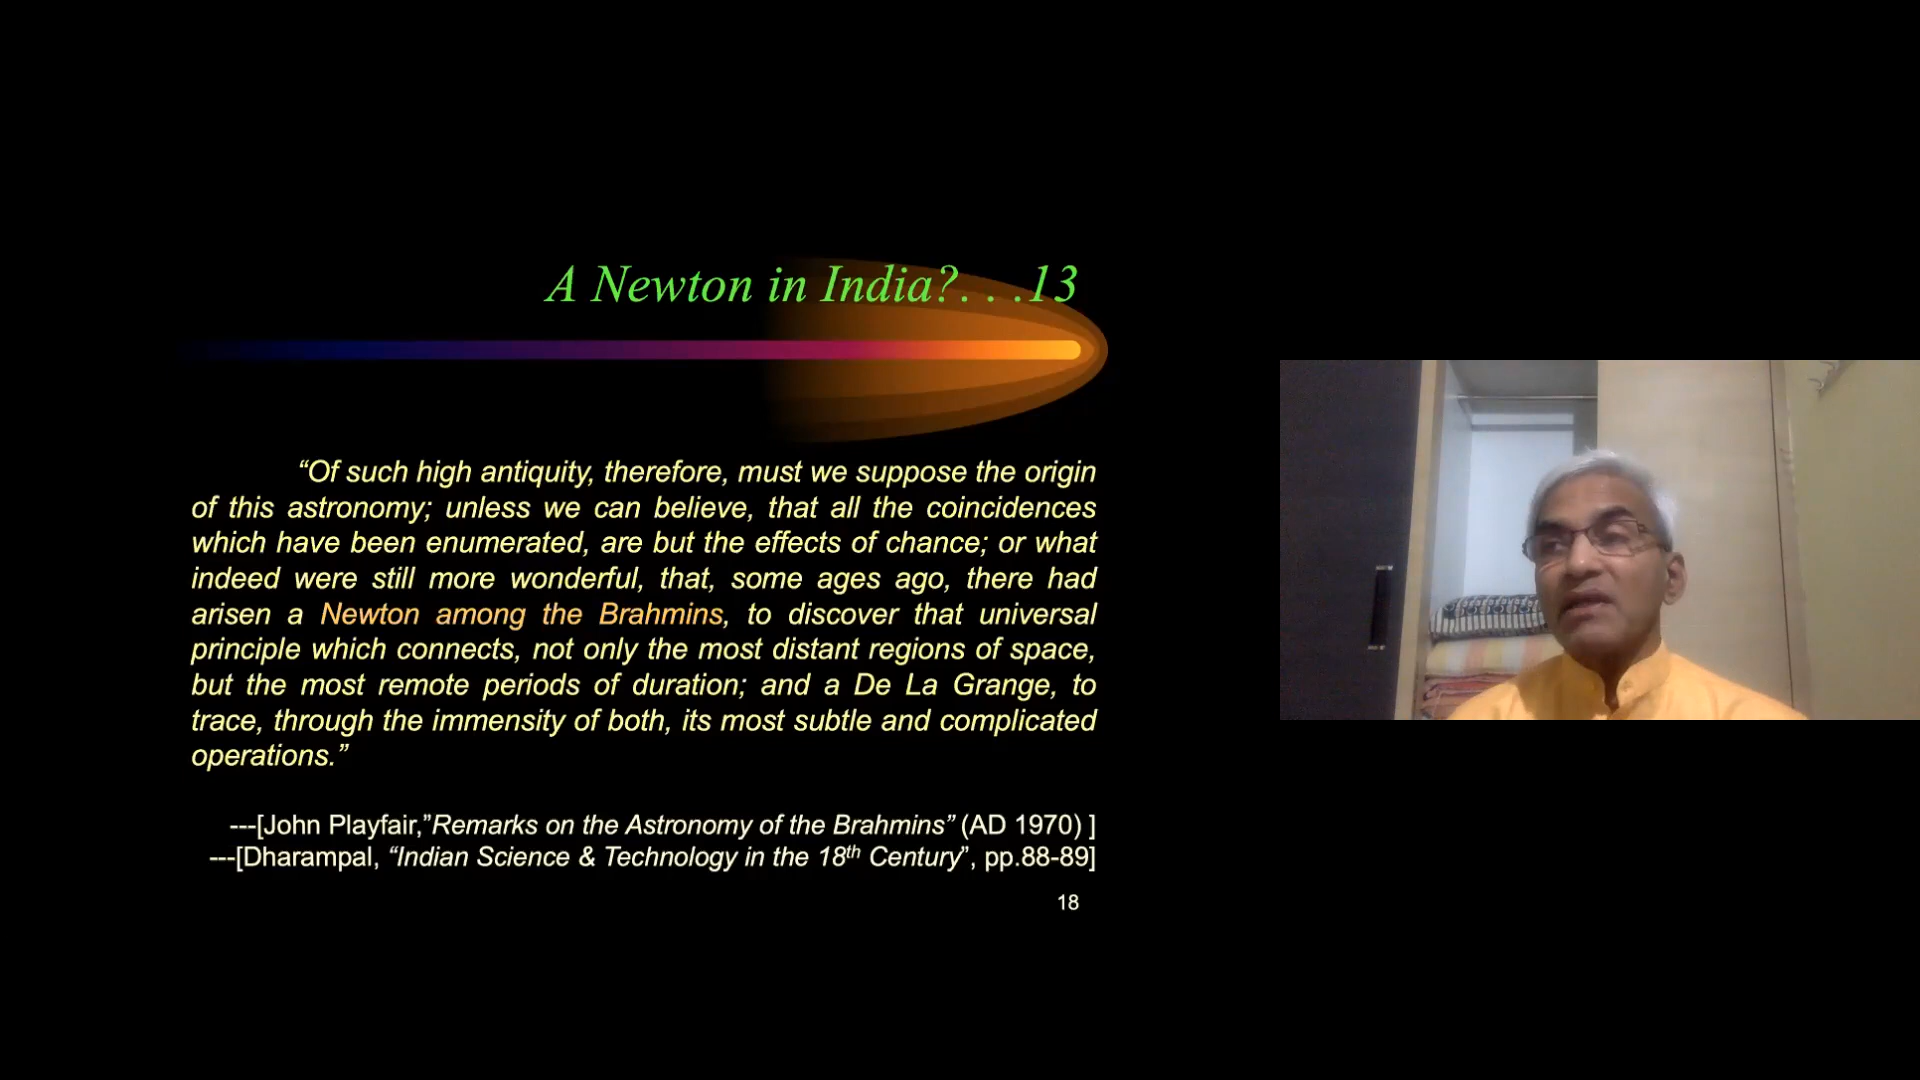 A Newton in India?. . .13
“Of such high antiquity, therefore, must we suppose the origin
of this astronomy; unless we can believe, that all the coincidences
which have been enumerated, are but the effects of chance; or what
indeed were still more wonderful, that, some ages ago, there had
arisen a Newton among the Brahmins, to discover that universal
principle which connects, not only the most distant regions of space,
but the most remote periods of duration; and a De La Grange, to
trace, through the immensity of both, its most subtle and complicated
operations.”
---[John Playfair,”Remarks on the Astronomy of the Brahmins” (AD 1970) ]
---[Dharampal, “Indian Science & Technology in the 18th Century”, pp.88-89]
18